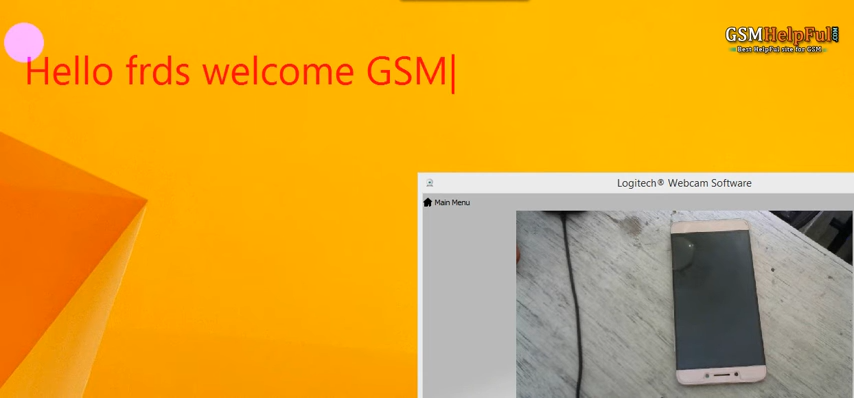 Hello frds welcome GSM
GSMHelpFul
Best HelpFul site for GSM
Logitech® Webcam Software
Main Menu